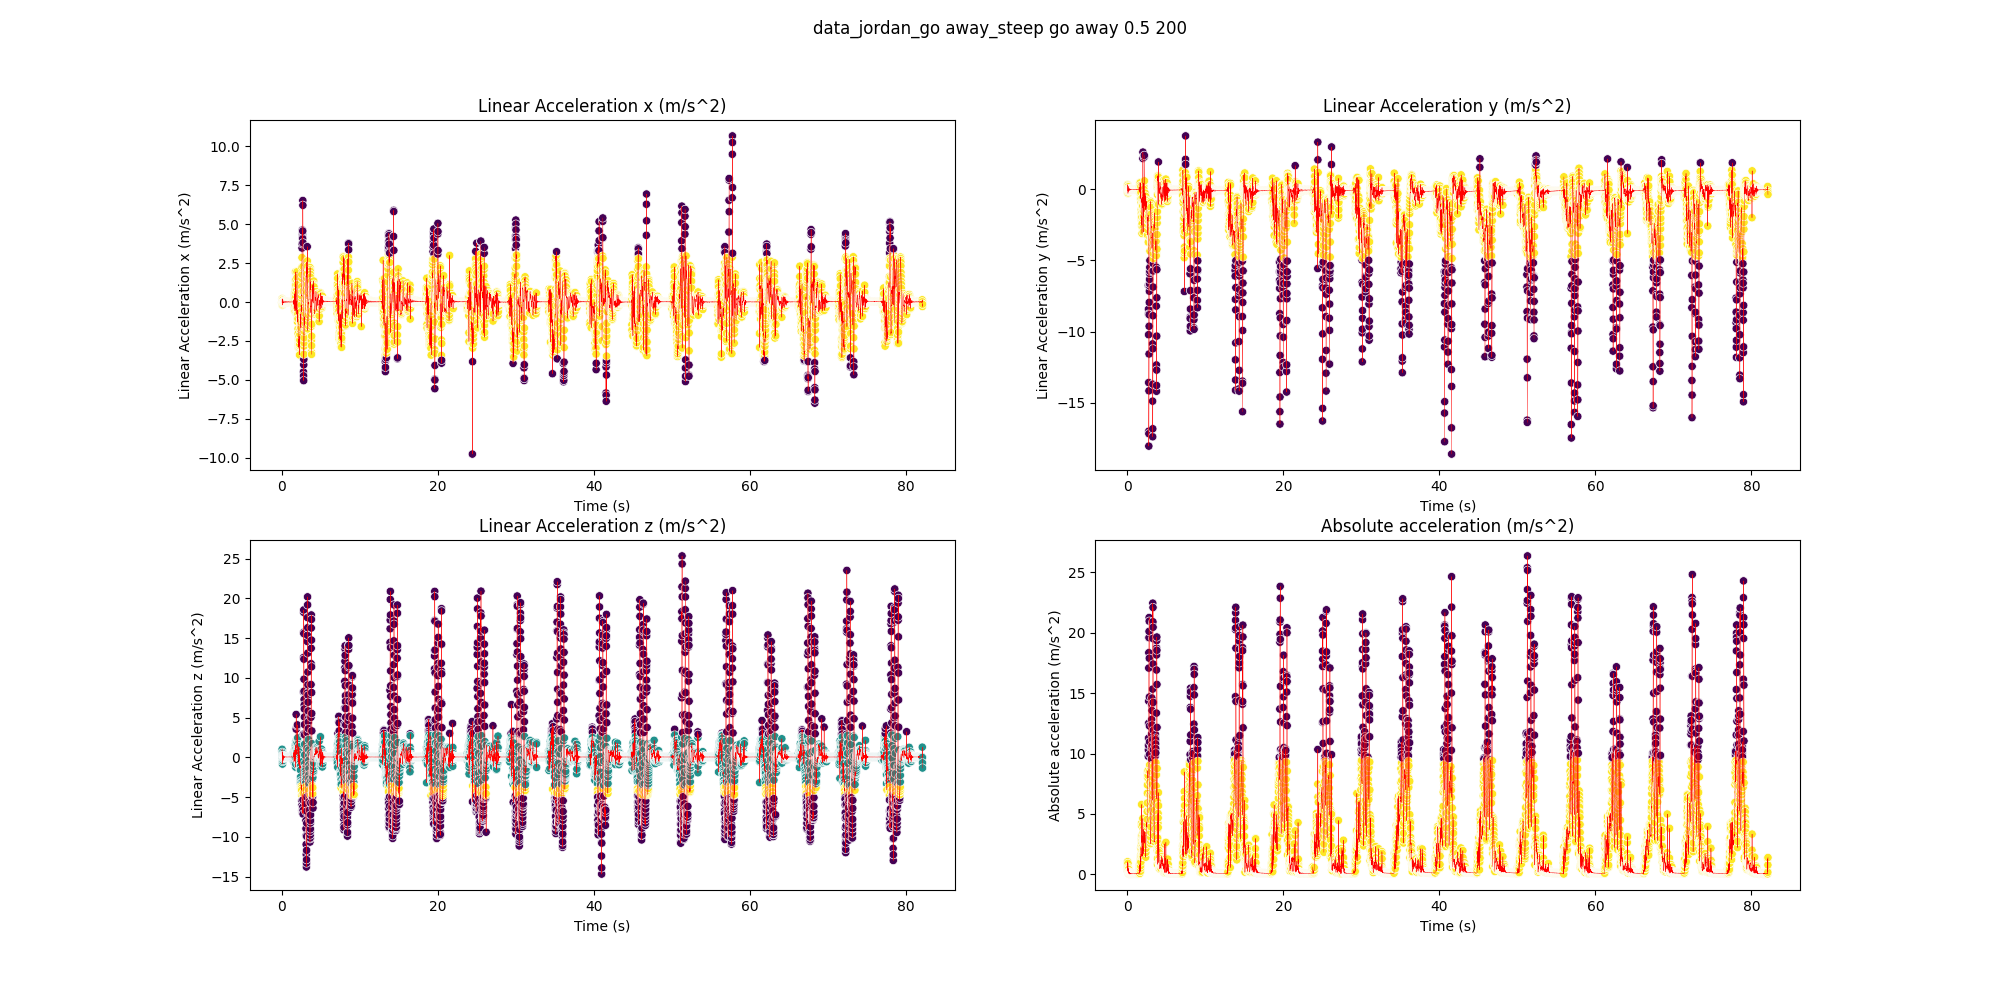 data_jordan_go away_steep go away 0.5 200
Linear Acceleration x (m/s^2)
Linear Acceleration x (m/s^2)
10.0
7.5
5.0
2.5
0.0
−2.5
−5.0
−7.5
−10.0
0 20 40 60 80
Time (s)
Linear Acceleration y (m/s^2)
Linear Acceleration y (m/s^2)
0
−5
−10
−15
0 20 40 60 80
Time (s)
Linear Acceleration z (m/s^2)
Linear Acceleration z (m/s^2)
25
20
15
10
5
0
−5
−10
−15
0 20 40 60 80
Time (s)
Absolute acceleration (m/s^2)
Absolute acceleration (m/s^2)
25
20
15
10
5
0
0 20 40 60 80
Time (s)